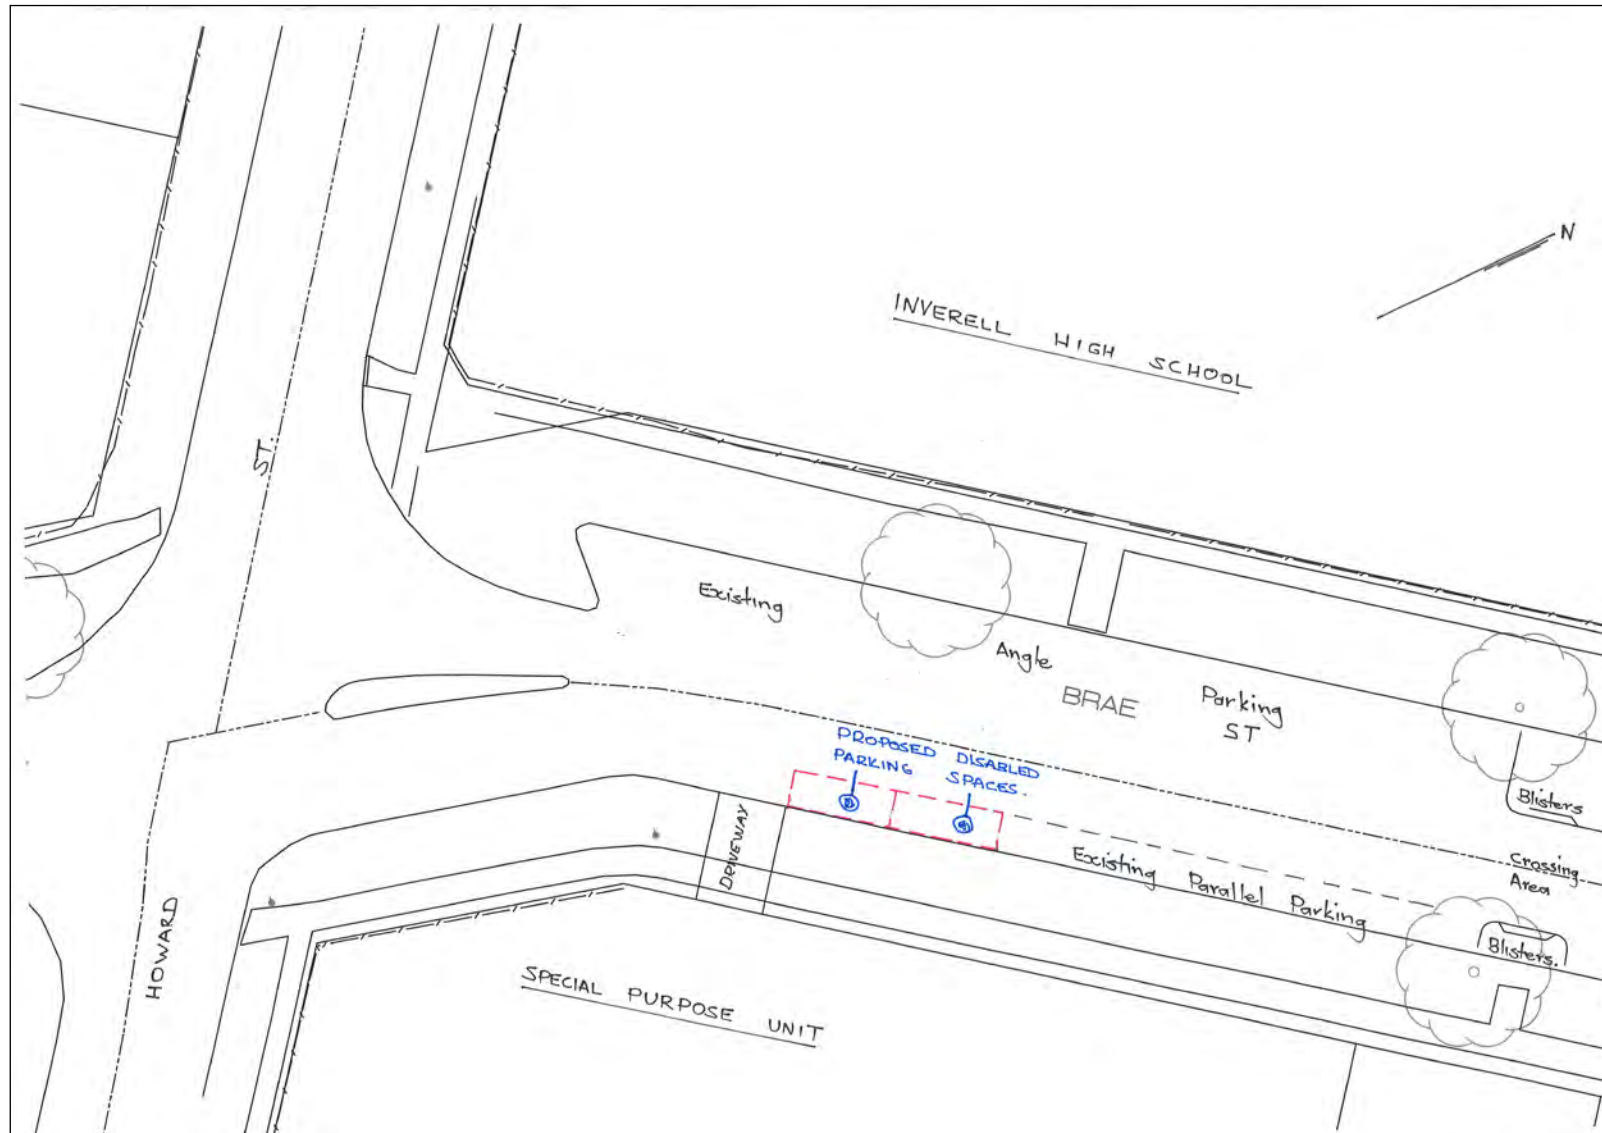 N
INVERELL HIGH SCHOOL
ST.
Existing Angle Parking
BRAE ST
PROPOSED DISABLED
PARKING SPACES.
Blisters
DRIVEWAY
Crossing
Area
Existing Parallel Parking
Blisters.
HOWARD
SPECIAL PURPOSE UNIT